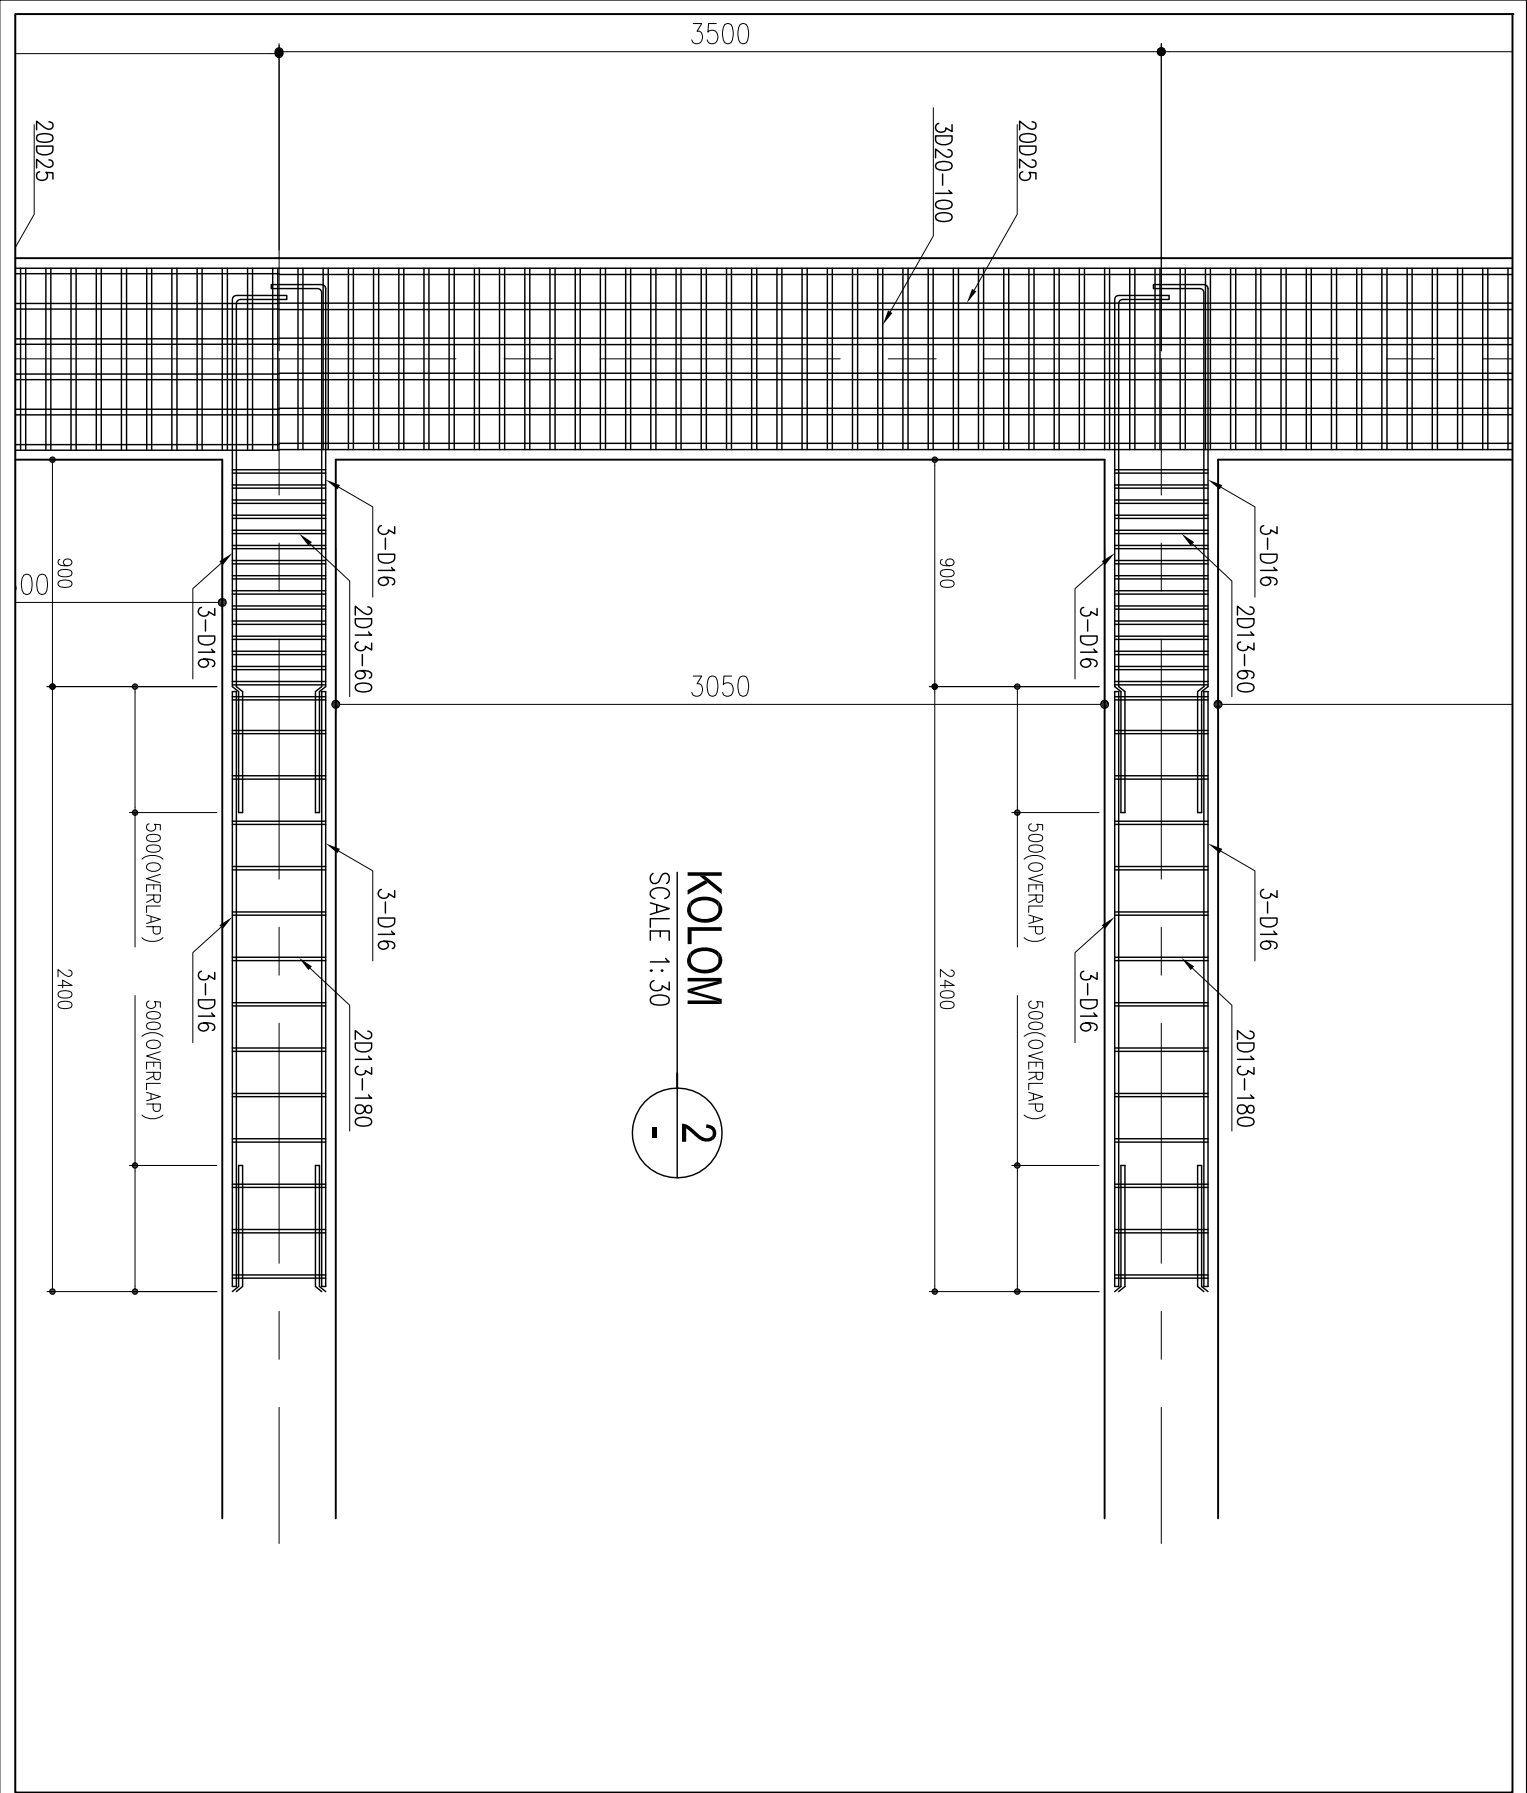 3500
20D25
3D20-100
20D25
3-D16
2D13-60
3-D16
900
00
3-D16
2D13-60
3-D16
900
3050
500(OVERLAP)
3-D16
3-D16
2400
500(OVERLAP)
2D13-180
500(OVERLAP)
3-D16
3-D16
2400
500(OVERLAP)
2D13-180
KOLOM
SCALE 1:30
2
-